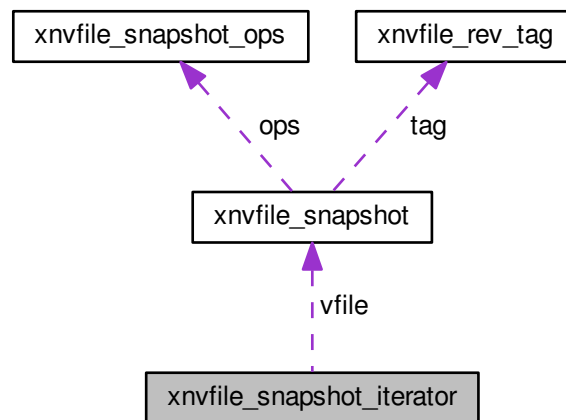 xnvfile_snapshot_ops
xnvfile_rev_tag
ops
tag
xnvfile_snapshot
vfile
xnvfile_snapshot_iterator